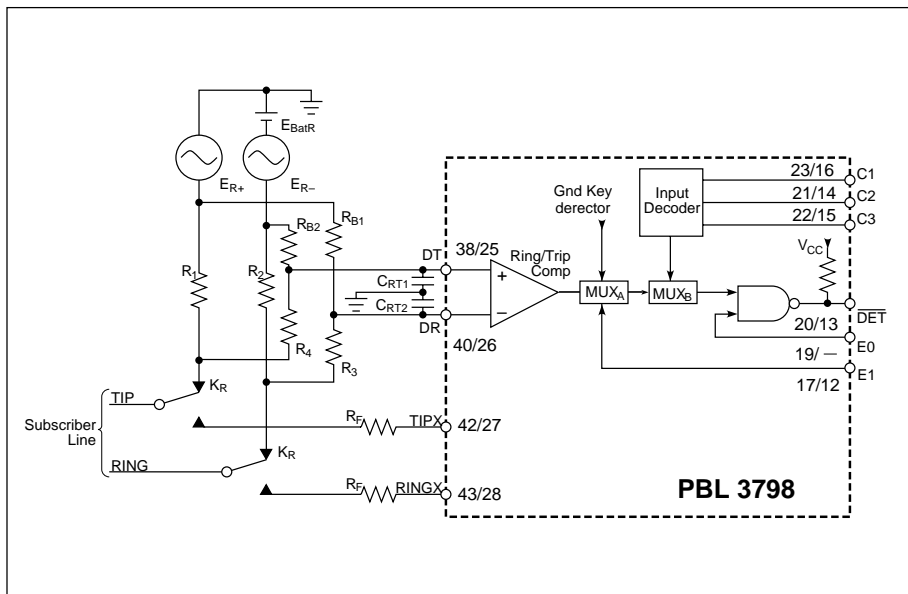 E_BatR
E_R+
E_R–
R_B1
R_B2
R_1
R_2
R_4
R_3
DT
38/25
C_RT1
C_RT2
DR
40/26
Ring/Trip
Comp
+
–
Gnd Key
derector
Input
Decoder
MUX_A
MUX_B
23/16
C1
21/14
C2
22/15
C3
V_CC
DET
20/13
E0
19/ —
E1
17/12
K_R
TIP
Subscriber
Line
RING
K_R
R_F
TIPX
42/27
R_F
RINGX
43/28
PBL 3798